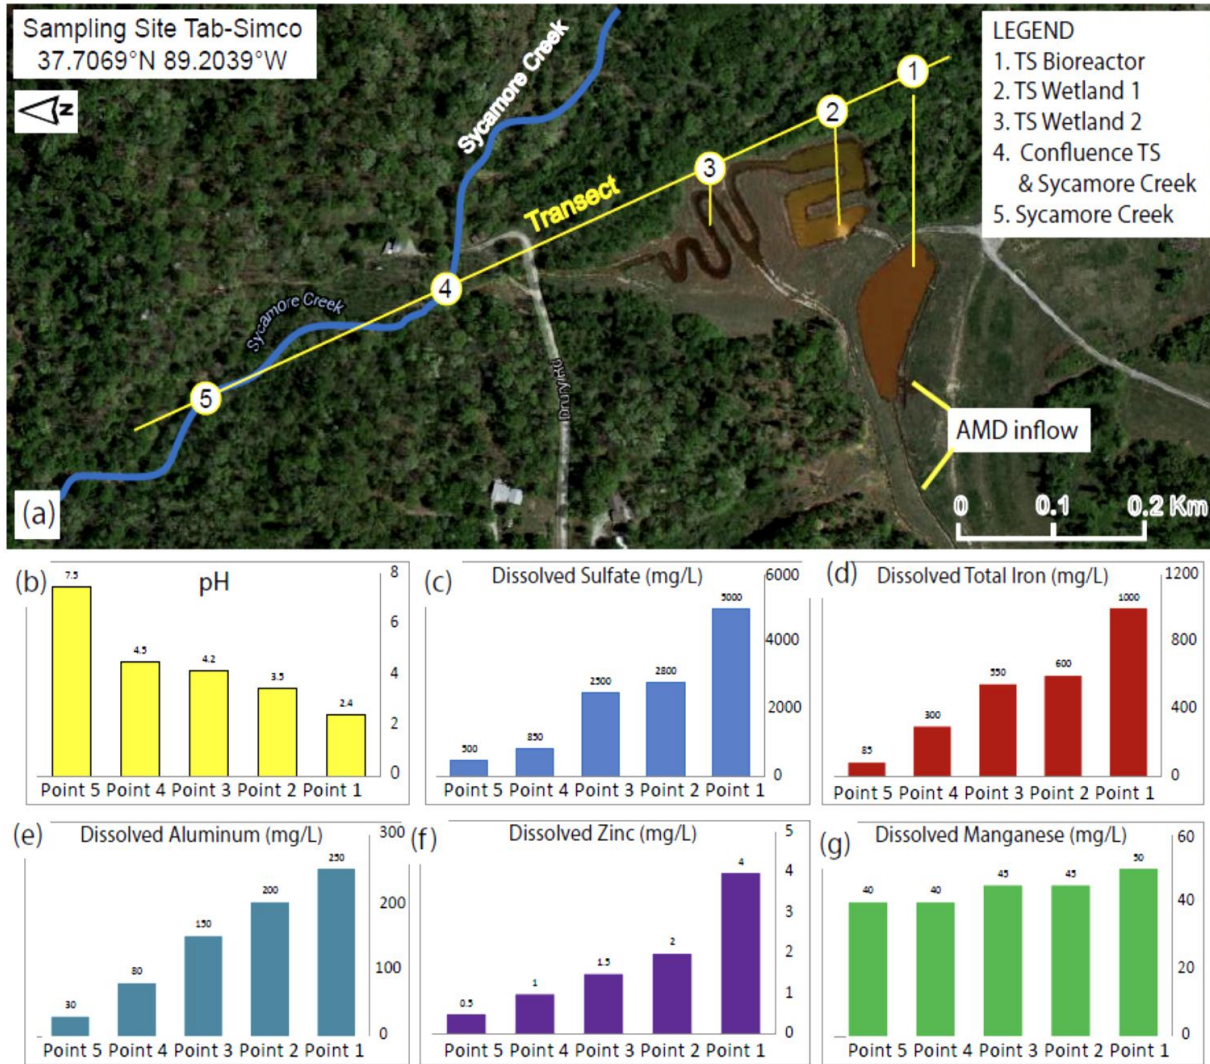 Sampling Site Tab-Simco
37.7069°N 89.2039°W
N
Sycamore Creek
Transect
Sycamore Creek
Drury Rd
1
2
3
4
5
LEGEND
1. TS Bioreactor
2. TS Wetland 1
3. TS Wetland 2
4. Confluence TS
& Sycamore Creek
5. Sycamore Creek
AMD inflow
0 0.1 0.2 Km
(a)
(b)
pH
7.5
4.5
4.2
3.5
2.4
8
6
4
2
0
Point 5 Point 4 Point 3 Point 2 Point 1
(c)
Dissolved Sulfate (mg/L)
500
850
2500
2800
5000
6000
4000
2000
0
Point 5 Point 4 Point 3 Point 2 Point 1
(d)
Dissolved Total Iron (mg/L)
85
300
550
600
1000
1200
800
400
0
Point 5 Point 4 Point 3 Point 2 Point 1
(e)
Dissolved Aluminum (mg/L)
30
80
150
200
250
300
200
100
0
Point 5 Point 4 Point 3 Point 2 Point 1
(f)
Dissolved Zinc (mg/L)
0.5
1
1.5
2
4
5
4
3
2
1
0
Point 5 Point 4 Point 3 Point 2 Point 1
(g)
Dissolved Manganese (mg/L)
40
40
45
45
50
60
40
20
0
Point 5 Point 4 Point 3 Point 2 Point 1